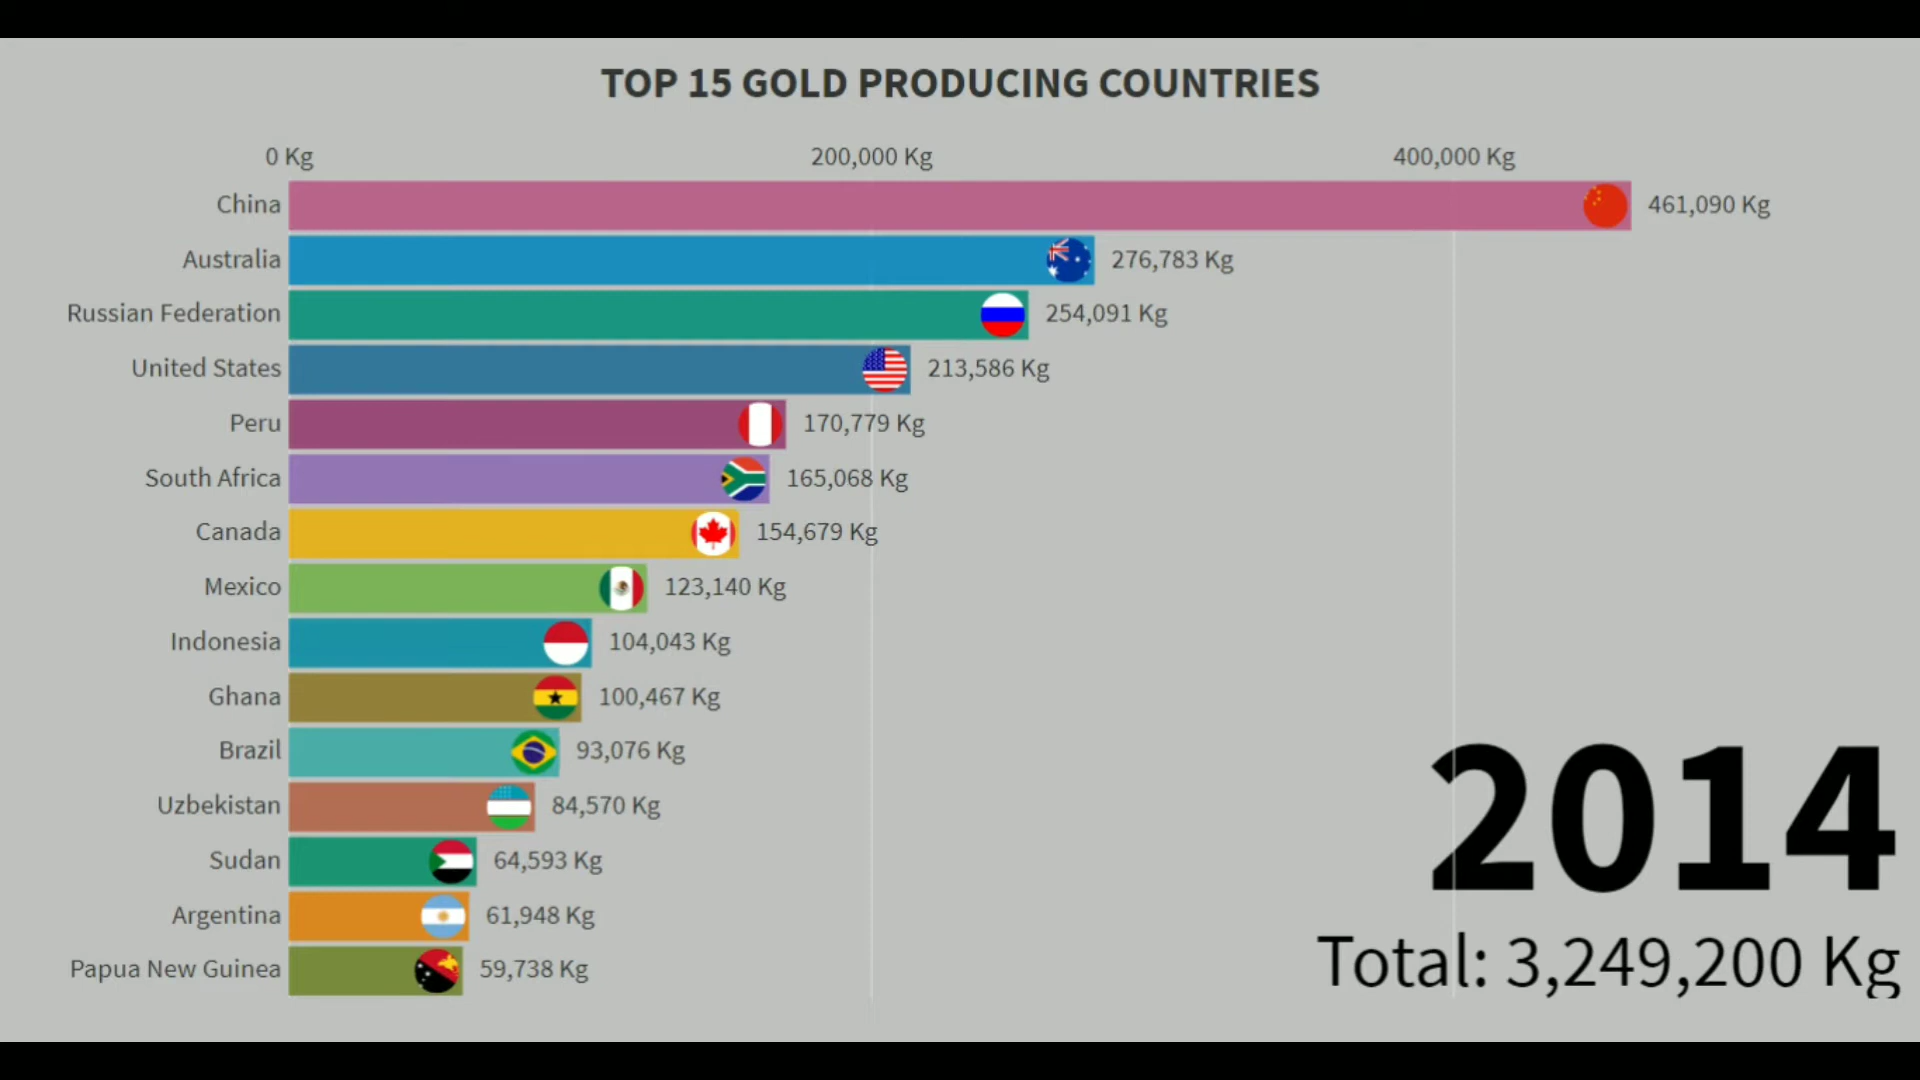 TOP 15 GOLD PRODUCING COUNTRIES
0 Kg 200,000 Kg 400,000 Kg
China 461,090 Kg
Australia 276,783 Kg
Russian Federation 254,091 Kg
United States 213,586 Kg
Peru 170,779 Kg
South Africa 165,068 Kg
Canada 154,679 Kg
Mexico 123,140 Kg
Indonesia 104,043 Kg
Ghana 100,467 Kg
Brazil 93,076 Kg
Uzbekistan 84,570 Kg
Sudan 64,593 Kg
Argentina 61,948 Kg
Papua New Guinea 59,738 Kg
2014
Total: 3,249,200 Kg